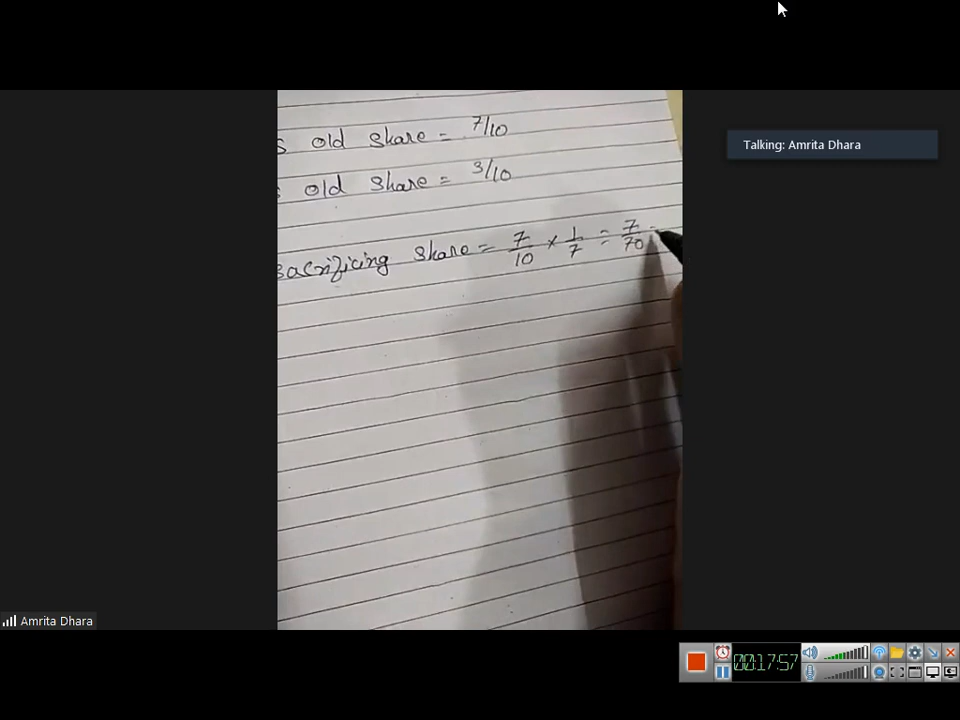 Talking: Amrita Dhara
old share = 7/10
old share = 3/10
sacrificing share = 7/10 × 1/7 = 7/70 =
Amrita Dhara
00:17:57